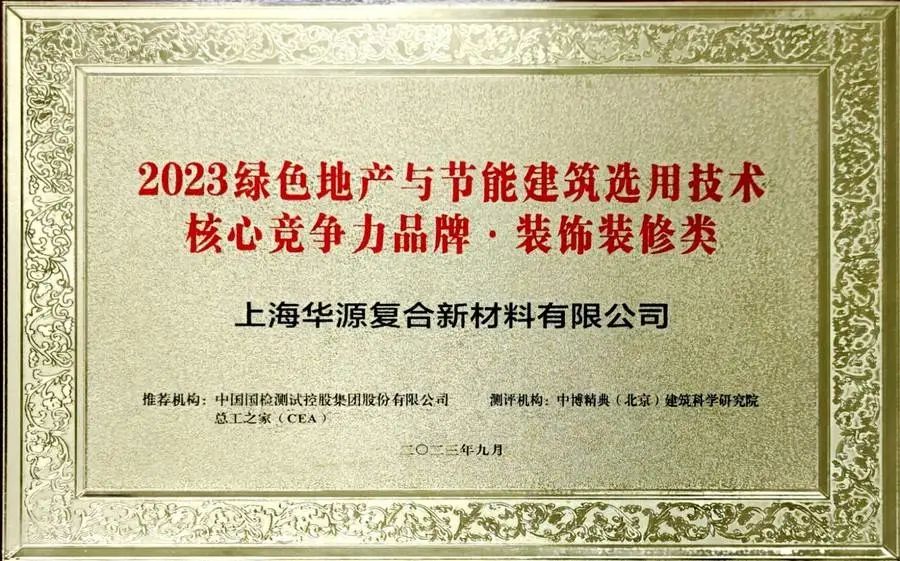 2023绿色地产与节能建筑选用技术
核心竞争力品牌·装饰装修类
上海华源复合新材料有限公司
推荐机构：中国国检测试控股集团股份有限公司 测评机构：中博精典（北京）建筑科学研究院
总工之家（CEA）
二〇二三年九月